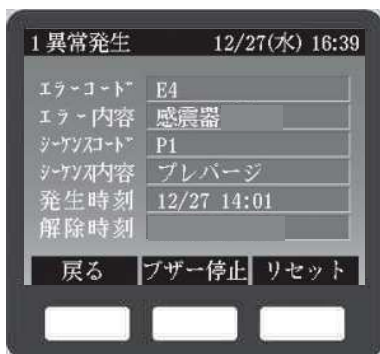 1 異常発生 12/27(水) 16:39
エラーコード E4
エラー内容 感震器
シーケンスコード P1
シーケンス内容 プレパージ
発生時刻 12/27 14:01
解除時刻
戻る ブザー停止 リセット